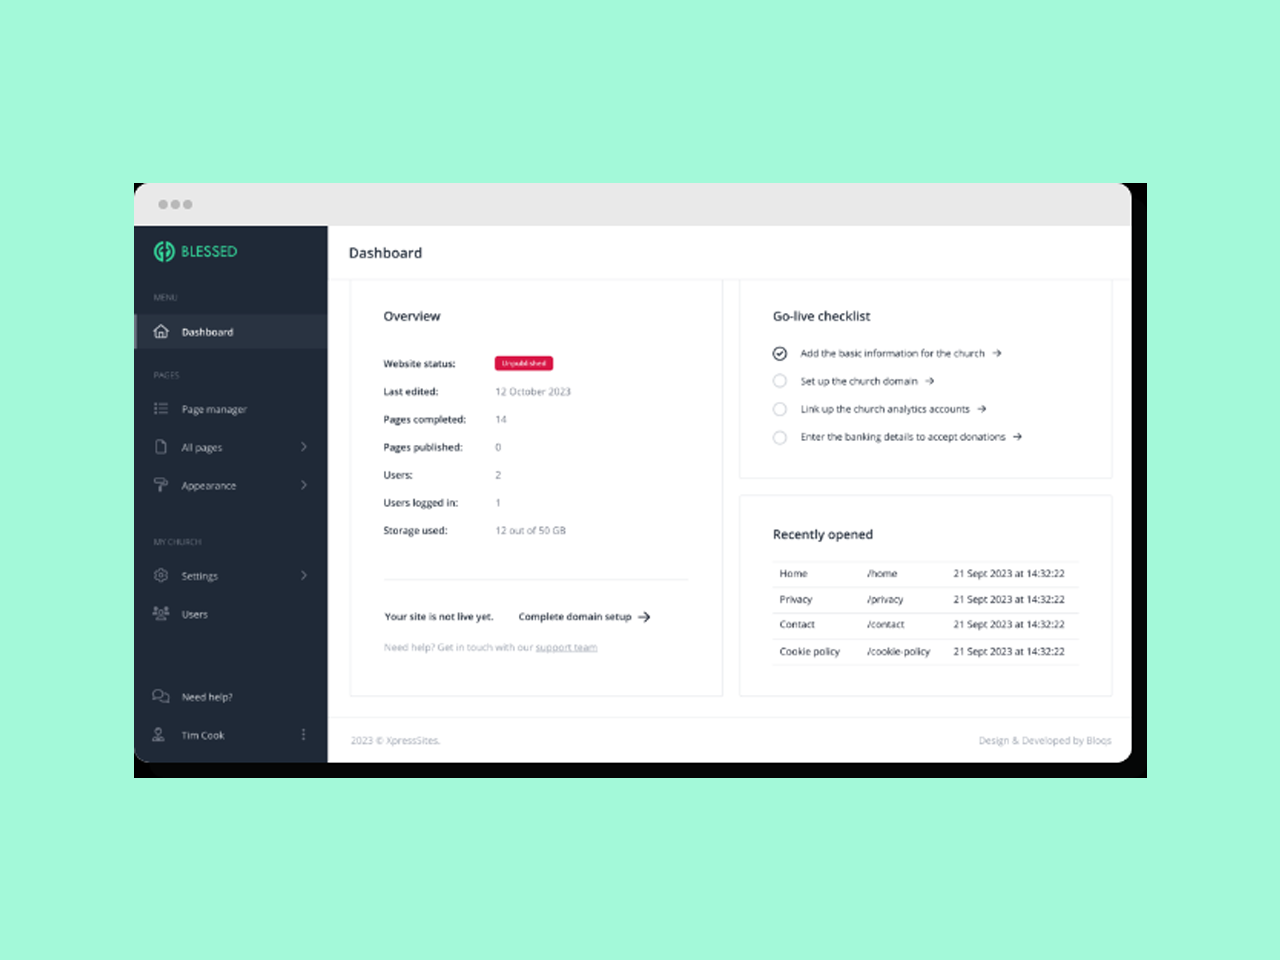 BLESSED
MENU
Dashboard
PAGES
Page manager
All pages
Appearance
MY CHURCH
Settings
Users
Need help?
Tim Cook
Dashboard
Overview
Website status: Unpublished
Last edited: 12 October 2023
Pages completed: 14
Pages published: 0
Users: 2
Users logged in: 1
Storage used: 12 out of 50 GB
Your site is not live yet. Complete domain setup →
Need help? Get in touch with our support team
Go-live checklist
Add the basic information for the church →
Set up the church domain →
Link up the church analytics accounts →
Enter the banking details to accept donations →
Recently opened
Home /home 21 Sept 2023 at 14:32:22
Privacy /privacy 21 Sept 2023 at 14:32:22
Contact /contact 21 Sept 2023 at 14:32:22
Cookie policy /cookie-policy 21 Sept 2023 at 14:32:22
2023 © XpressSites.
Design & Developed by Bloqs